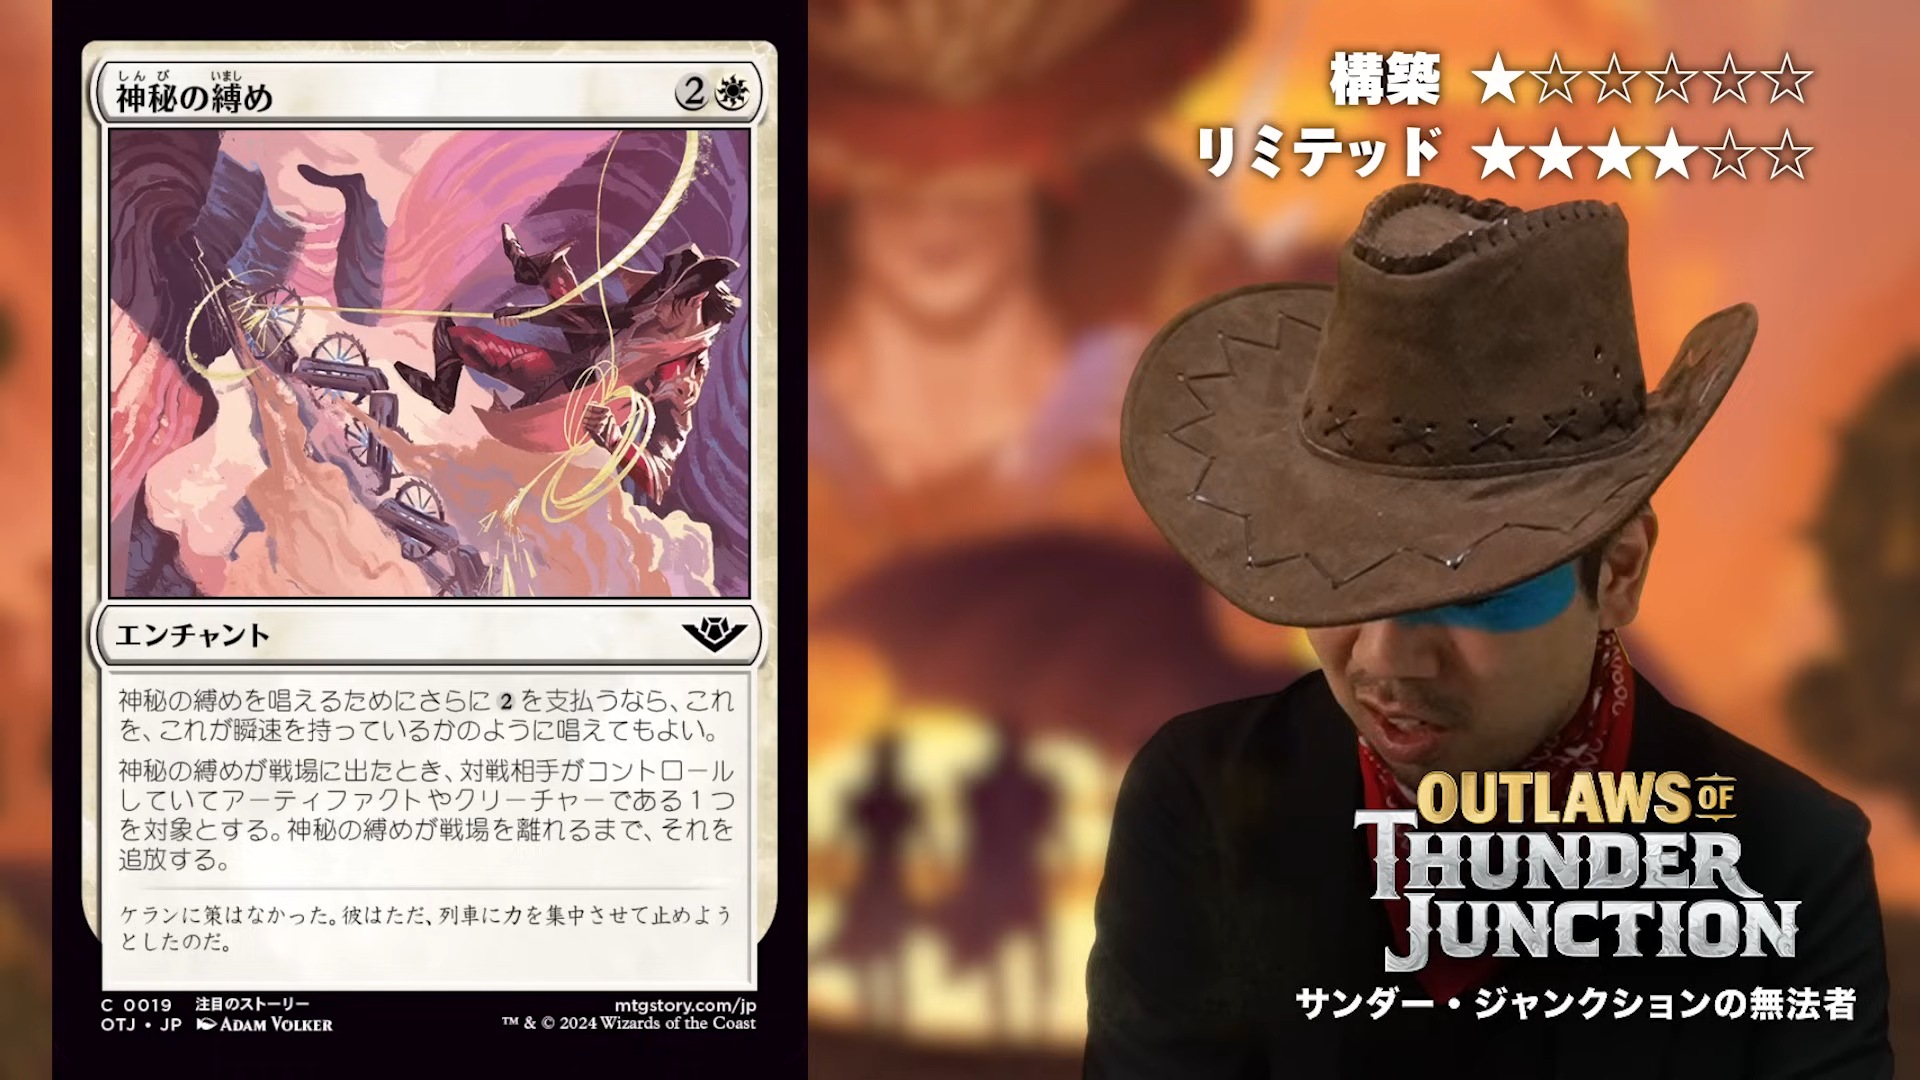 しんび いまし
神秘の縛め 2
エンチャント
神秘の縛めを唱えるためにさらに 2 を支払うなら、これ
を、これが瞬速を持っているかのように唱えてもよい。
神秘の縛めが戦場に出たとき、対戦相手がコントロール
していてアーティファクトやクリーチャーである1つ
を対象とする。神秘の縛めが戦場を離れるまで、それを
追放する。
ケランに策はなかった。彼はただ、列車に力を集中させて止めよう
としたのだ。
C 0019 注目のストーリー
OTJ • JP ADAM VOLKER
mtgstory.com/jp
™ & © 2024 Wizards of the Coast
構築 ★☆☆☆☆☆
リミテッド ★★★★☆☆
OUTLAWS OF
THUNDER
JUNCTION
サンダー・ジャンクションの無法者